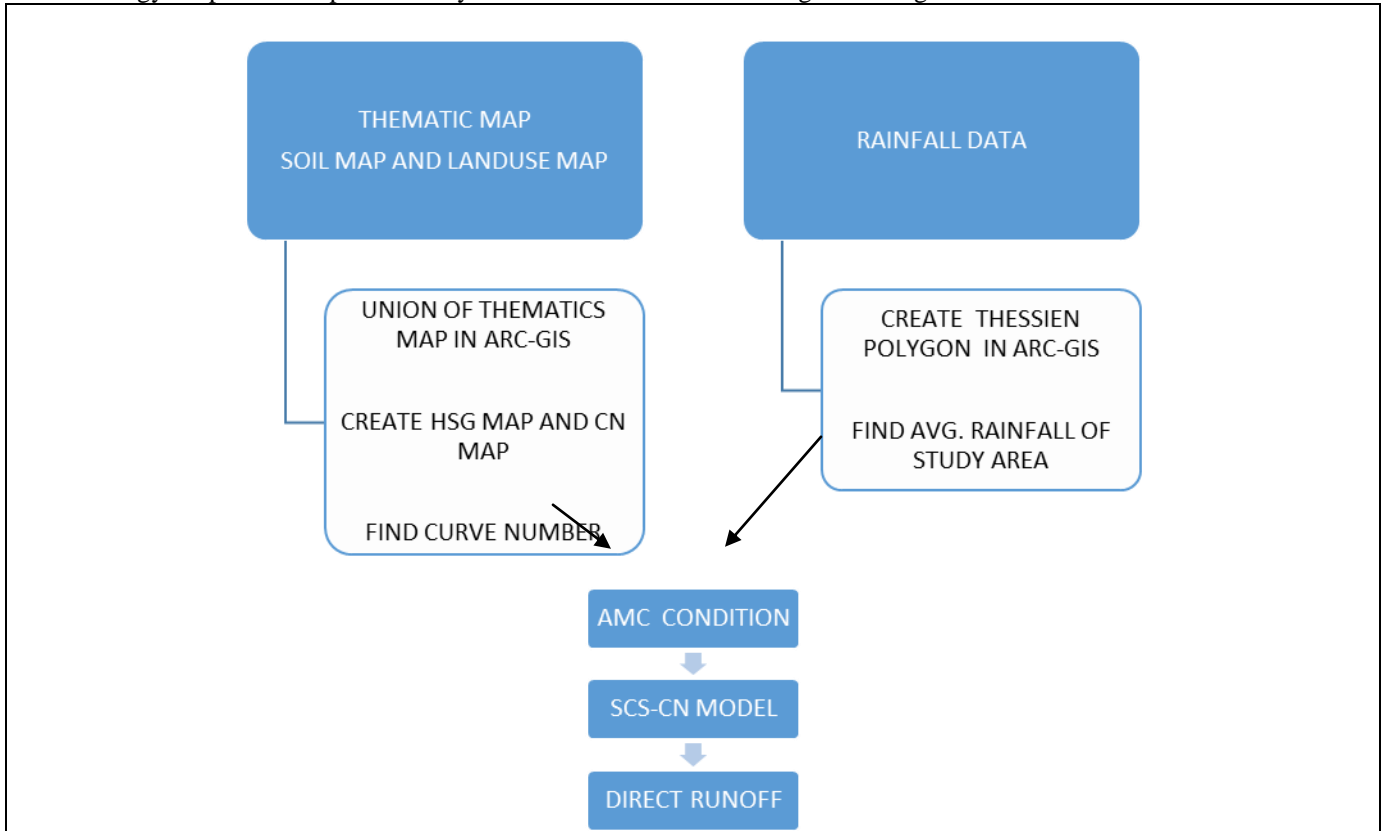 THEMATIC MAP
SOIL MAP AND LANDUSE MAP
RAINFALL DATA
UNION OF THEMATICS
MAP IN ARC-GIS
CREATE HSG MAP AND CN
MAP
FIND CURVE NUMBER
CREATE THESSIEN
POLYGON IN ARC-GIS
FIND AVG. RAINFALL OF
STUDY AREA
AMC CONDITION
SCS-CN MODEL
DIRECT RUNOFF